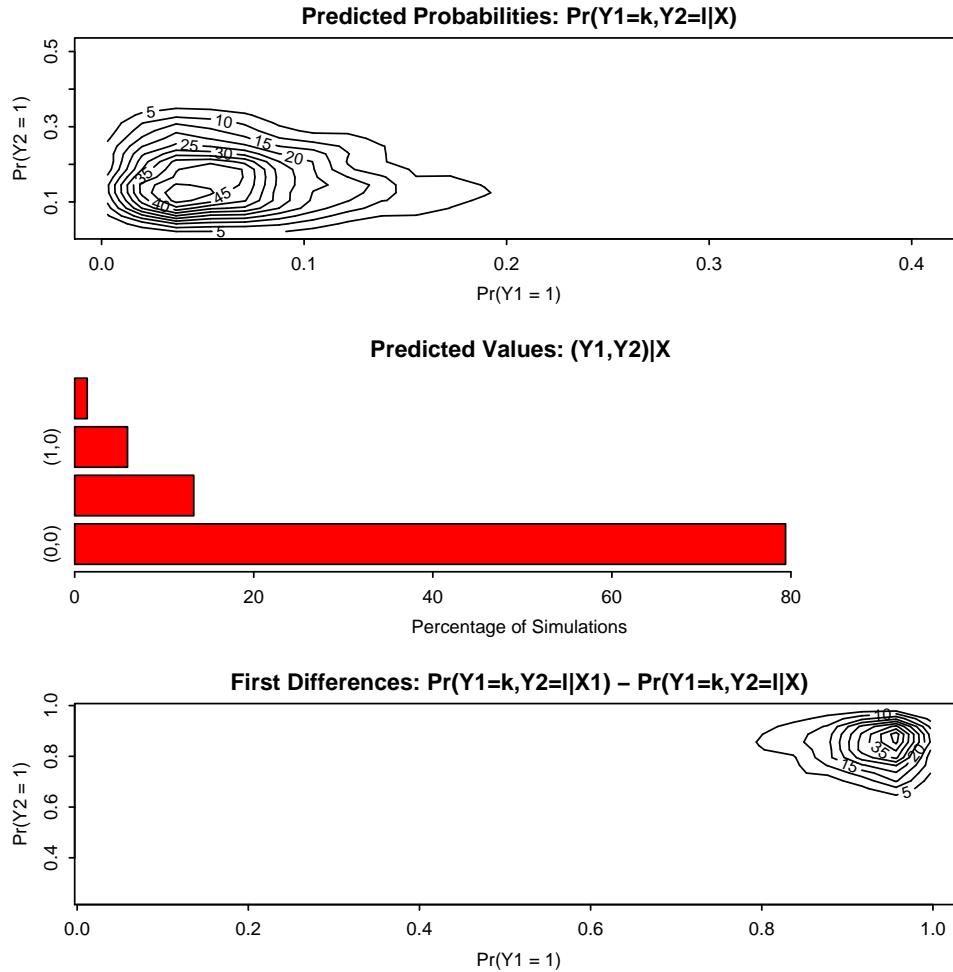 Predicted Probabilities: Pr(Y1=k,Y2=l|X)
Pr(Y2 = 1)
0.5
0.3
0.1
5
10
15
25
30
20
35
40
45
5
0.0 0.1 0.2 0.3 0.4
Pr(Y1 = 1)
Predicted Values: (Y1,Y2)|X
(1,0)
(0,0)
0 20 40 60 80
Percentage of Simulations
First Differences: Pr(Y1=k,Y2=l|X1) − Pr(Y1=k,Y2=l|X)
Pr(Y2 = 1)
1.0
0.8
0.6
0.4
10
35
20
15
5
0.0 0.2 0.4 0.6 0.8 1.0
Pr(Y1 = 1)